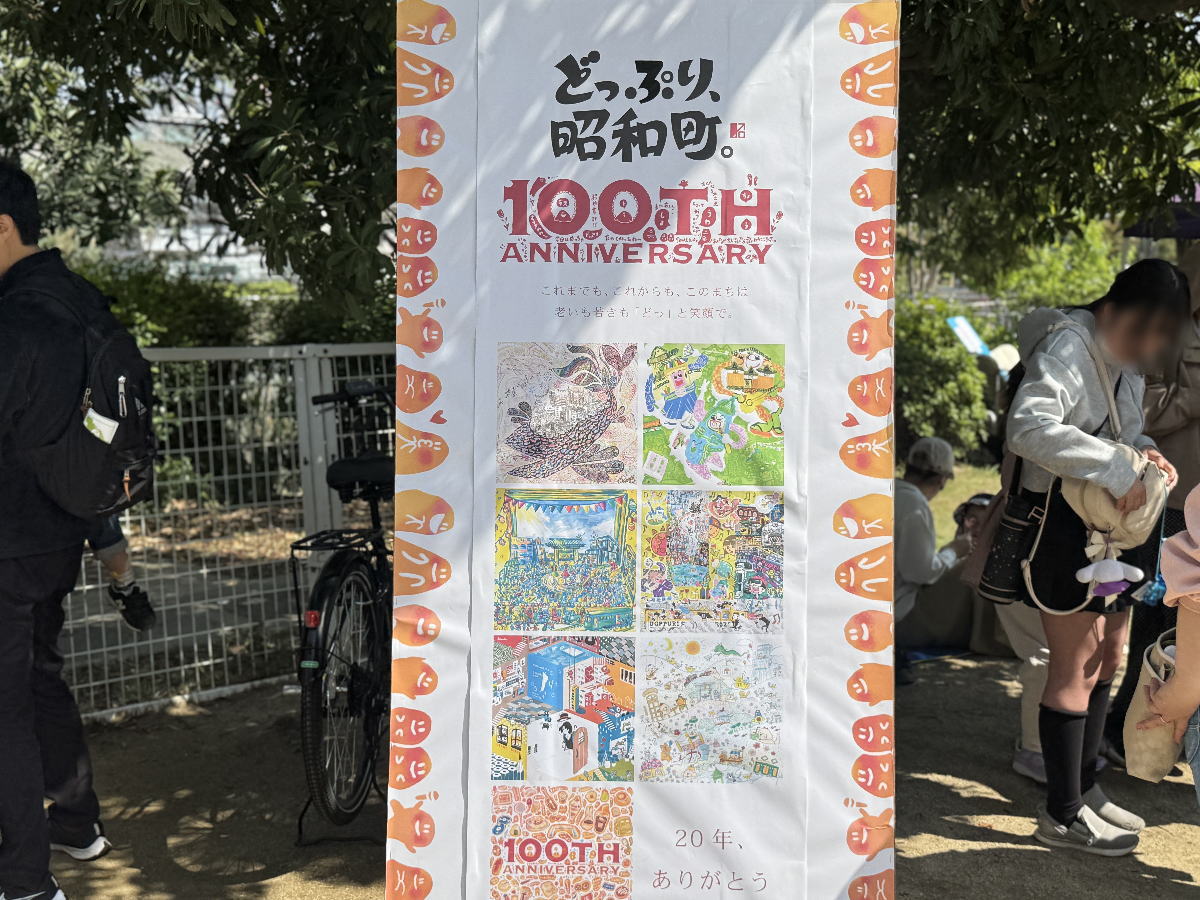 どっぷり、
昭和町。
昭
100TH
ANNIVERSARY
これまでも、これからも、このまちは
老いも若きも「どっ」と笑顔で。
100TH
ANNIVERSARY
20年、
ありがとう